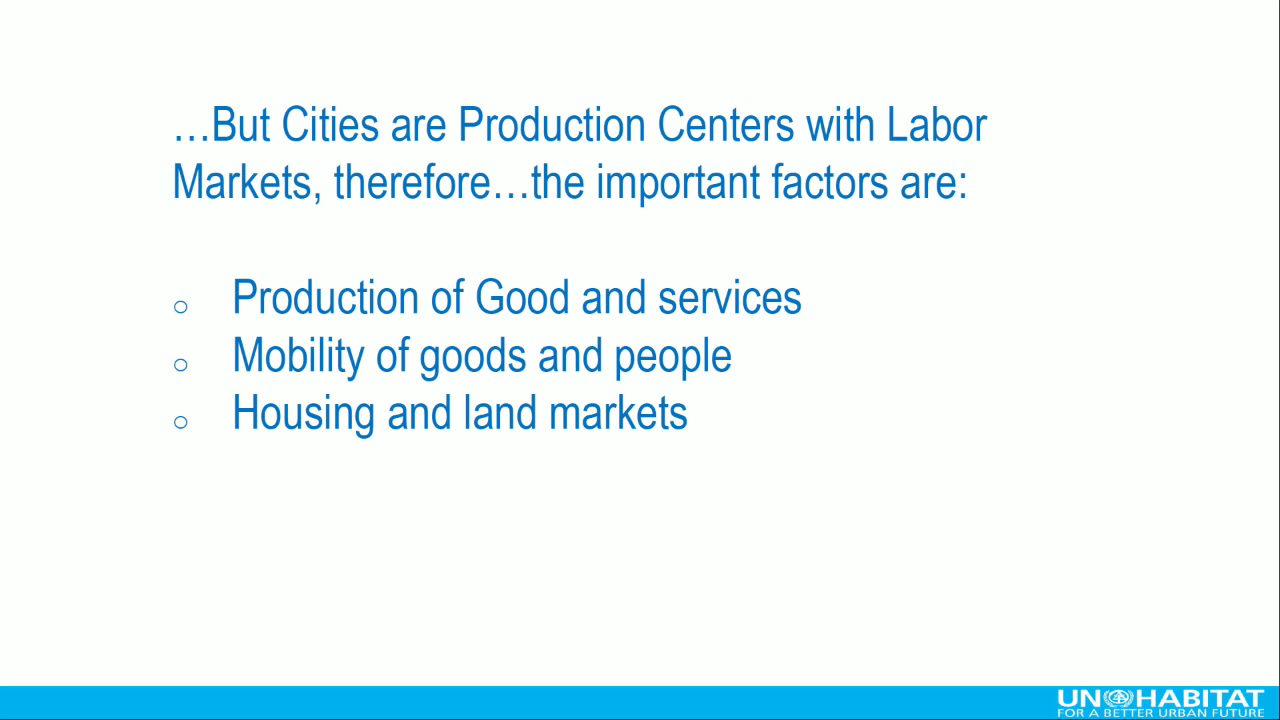 …But Cities are Production Centers with Labor
Markets, therefore…the important factors are:
○ Production of Good and services
○ Mobility of goods and people
○ Housing and land markets
UN HABITAT
FOR A BETTER URBAN FUTURE